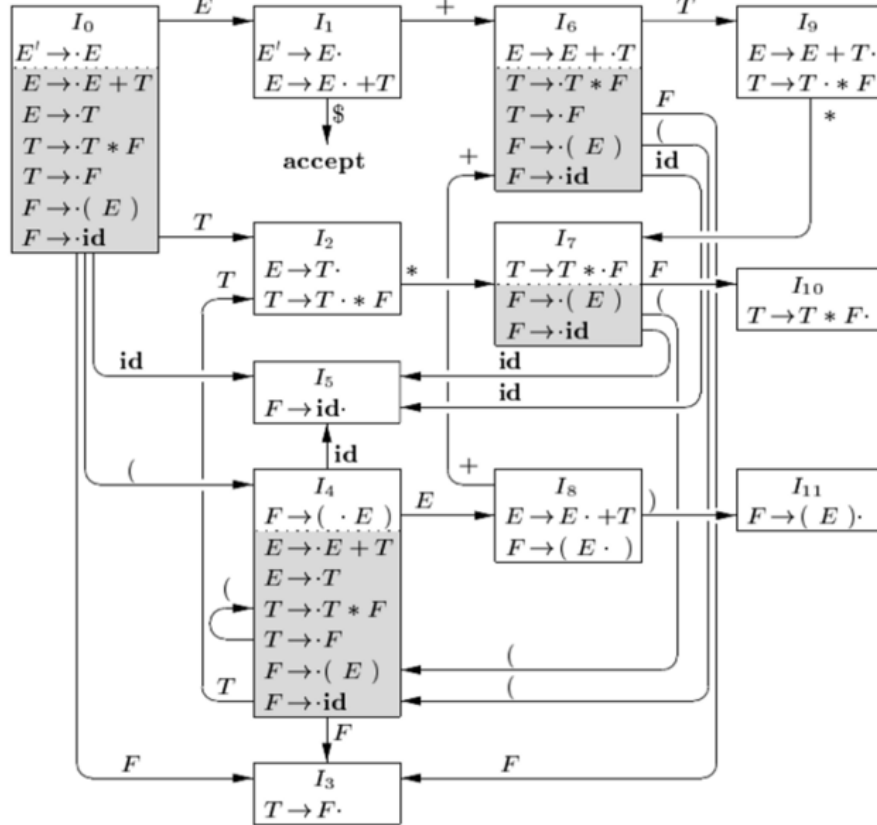 I₀
E′ → ·E
E → ·E + T
E → ·T
T → ·T * F
T → ·F
F → ·( E )
F → ·id
E
I₁
E′ → E·
E → E · +T
$
accept
+
I₆
E → E + ·T
T → ·T * F
T → ·F
F → ·( E )
F → ·id
T
I₉
E → E + T·
T → T · * F
F
(
id
*
+
T
I₂
E → T·
T → T · * F
T
*
I₇
T → T * ·F
F → ·( E )
F → ·id
F
(
I₁₀
T → T * F·
id
I₅
F → id·
id
id
id
(
I₄
F → ( · E )
E → ·E + T
E → ·T
T → ·T * F
T → ·F
F → ·( E )
F → ·id
(
T
E
+
I₈
E → E · +T
F → ( E · )
)
I₁₁
F → ( E )·
(
(
F
F
I₃
T → F·
F